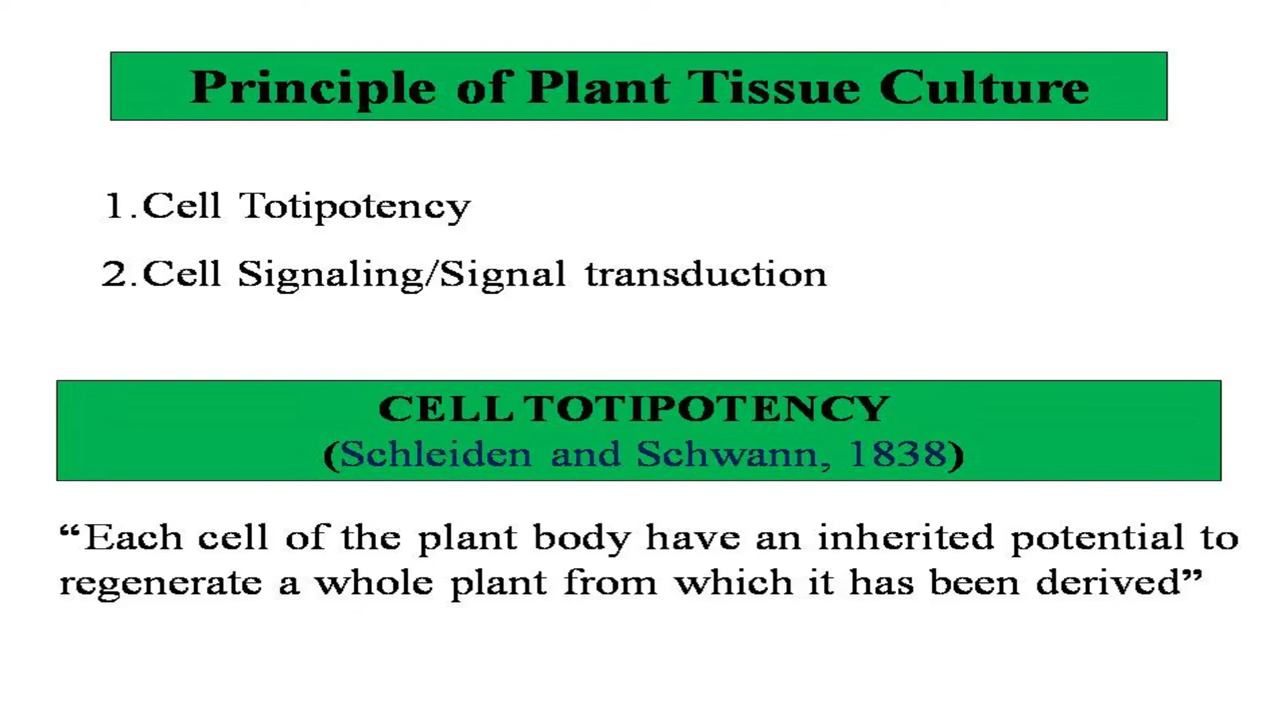 Principle of Plant Tissue Culture
1.Cell Totipotency
2.Cell Signaling/Signal transduction
CELL TOTIPOTENCY
(Schleiden and Schwann, 1838)
“Each cell of the plant body have an inherited potential to
regenerate a whole plant from which it has been derived”